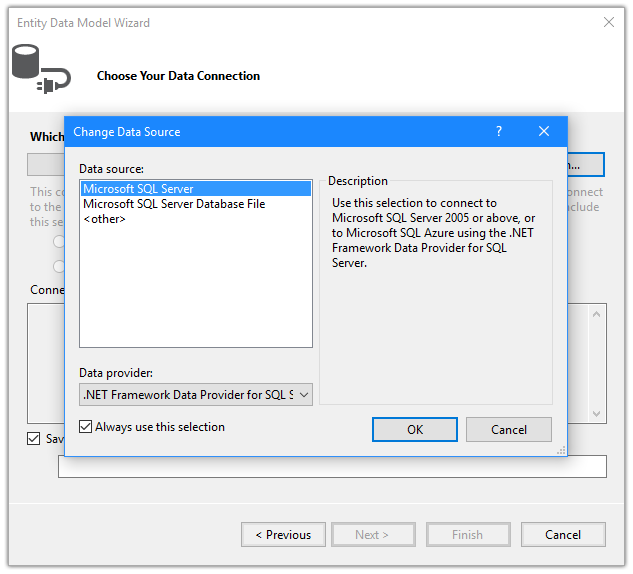 Entity Data Model Wizard
Choose Your Data Connection
Which
n...
This co
onnect
to the
clude
this se
Change Data Source
?
Data source:
Microsoft SQL Server
Microsoft SQL Server Database File
<other>
Description
Use this selection to connect to
Microsoft SQL Server 2005 or above, or
to Microsoft SQL Azure using the .NET
Framework Data Provider for SQL
Server.
Data provider:
.NET Framework Data Provider for SQL S
Always use this selection
OK
Cancel
Conne
Sav
< Previous
Next >
Finish
Cancel